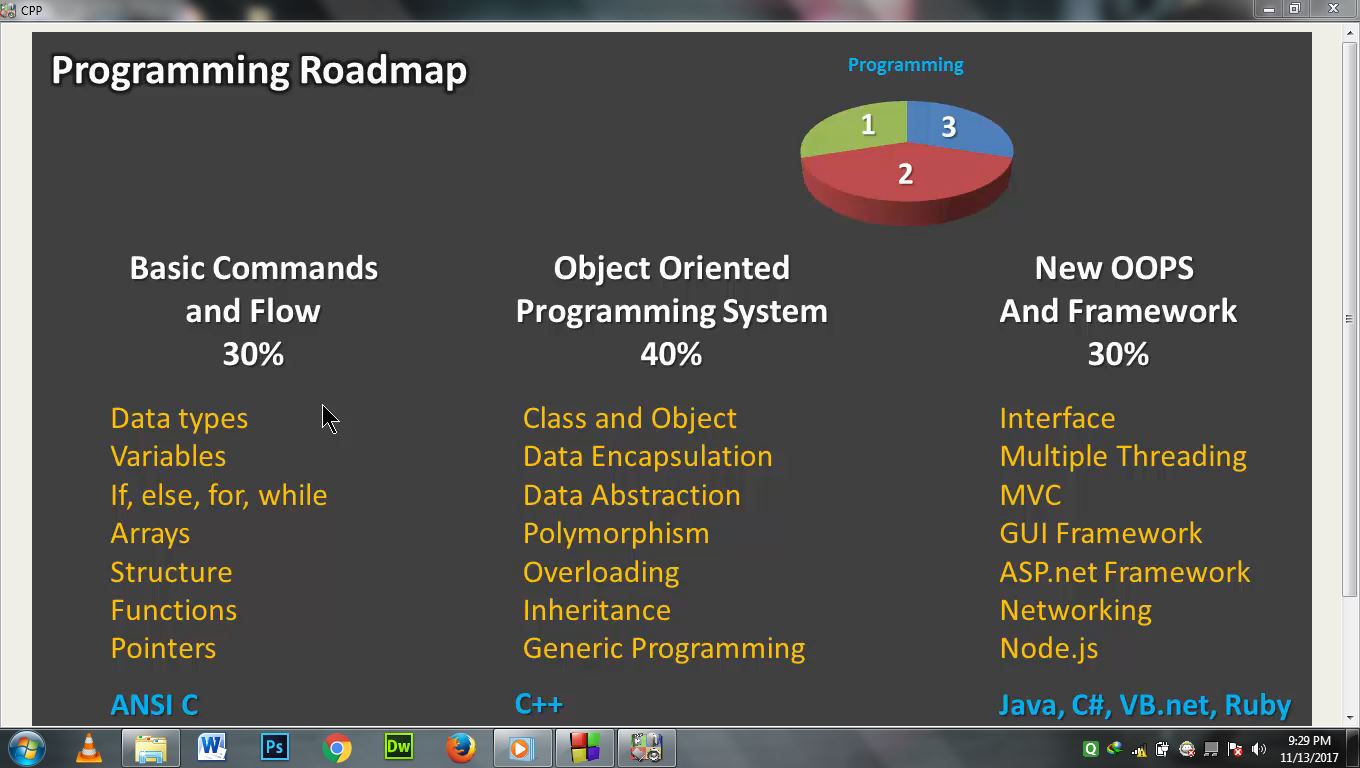 CPP
Programming Roadmap
Programming
1
3
2
Basic Commands
and Flow
30%
Data types
Variables
If, else, for, while
Arrays
Structure
Functions
Pointers
ANSI C
Object Oriented
Programming System
40%
Class and Object
Data Encapsulation
Data Abstraction
Polymorphism
Overloading
Inheritance
Generic Programming
C++
New OOPS
And Framework
30%
Interface
Multiple Threading
MVC
GUI Framework
ASP.net Framework
Networking
Node.js
Java, C#, VB.net, Ruby
W
Ps
Dw
Q
9:29 PM
11/13/2017